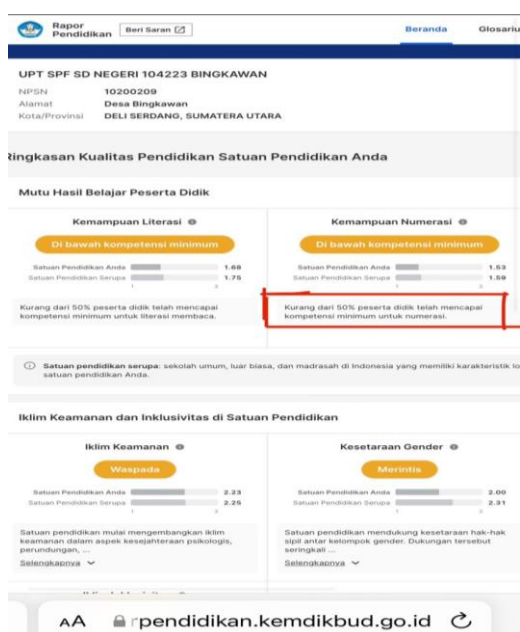 Rapor
Pendidikan
Beri Saran
Beranda
Glosariu
UPT SPF SD NEGERI 104223 BINGKAWAN
NPSN 10200209
Alamat Desa Bingkawan
Kota/Provinsi DELI SERDANG, SUMATERA UTARA
Ringkasan Kualitas Pendidikan Satuan Pendidikan Anda
Mutu Hasil Belajar Peserta Didik
Kemampuan Literasi
Di bawah kompetensi minimum
Satuan Pendidikan Anda 1.68
Satuan Pendidikan Serupa 1.75
1 3
Kurang dari 50% peserta didik telah mencapai
kompetensi minimum untuk literasi membaca.
Kemampuan Numerasi
Di bawah kompetensi minimum
Satuan Pendidikan Anda 1.53
Satuan Pendidikan Serupa 1.59
1 3
Kurang dari 50% peserta didik telah mencapai
kompetensi minimum untuk numerasi.
Satuan pendidikan serupa: sekolah umum, luar biasa, dan madrasah di Indonesia yang memiliki karakteristik lo
satuan pendidikan Anda.
Iklim Keamanan dan Inklusivitas di Satuan Pendidikan
Iklim Keamanan
Waspada
Satuan Pendidikan Anda 2.23
Satuan Pendidikan Serupa 2.25
1 3
Satuan pendidikan mulai mengembangkan iklim
keamanan dalam aspek kesejahteraan psikologis,
perundungan, ...
Selengkapnya
Kesetaraan Gender
Merintis
Satuan Pendidikan Anda 2.00
Satuan Pendidikan Serupa 2.31
1 3
Satuan pendidikan mendukung kesetaraan hak-hak
sipil antar kelompok gender. Dukungan tersebut
seringkali ...
Selengkapnya
AA rpendidikan.kemdikbud.go.id